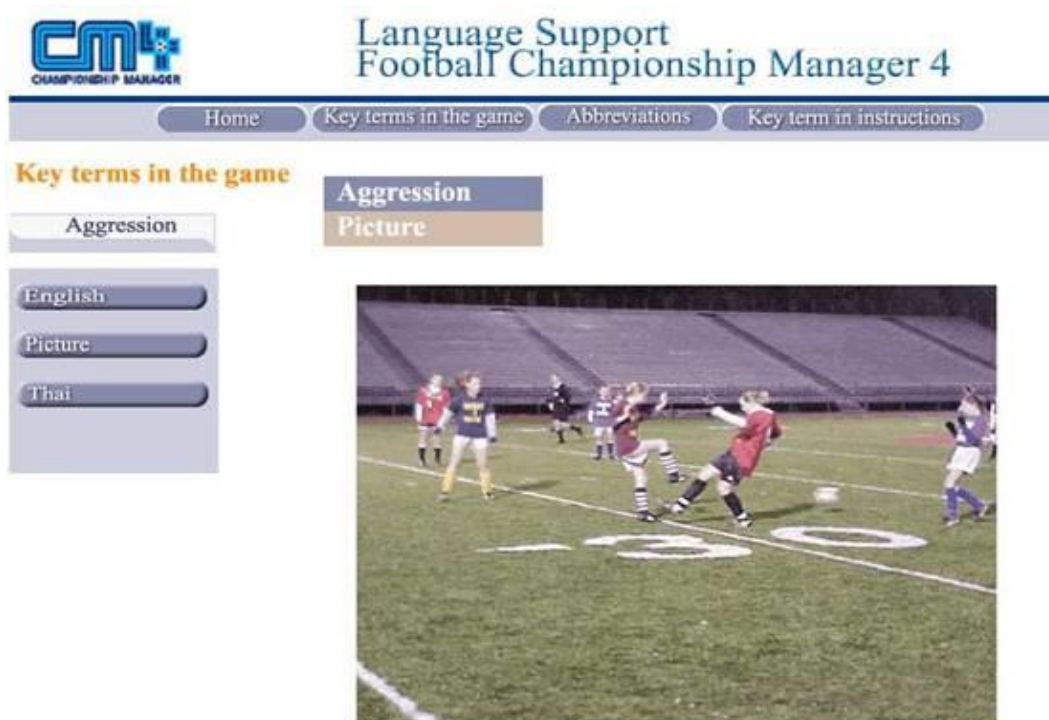 CM4
CHAMPIONSHIP MANAGER
Language Support
Football Championship Manager 4
Home
Key terms in the game
Abbreviations
Key term in instructions
Key terms in the game
Aggression
English
Picture
Thai
Aggression
Picture
30